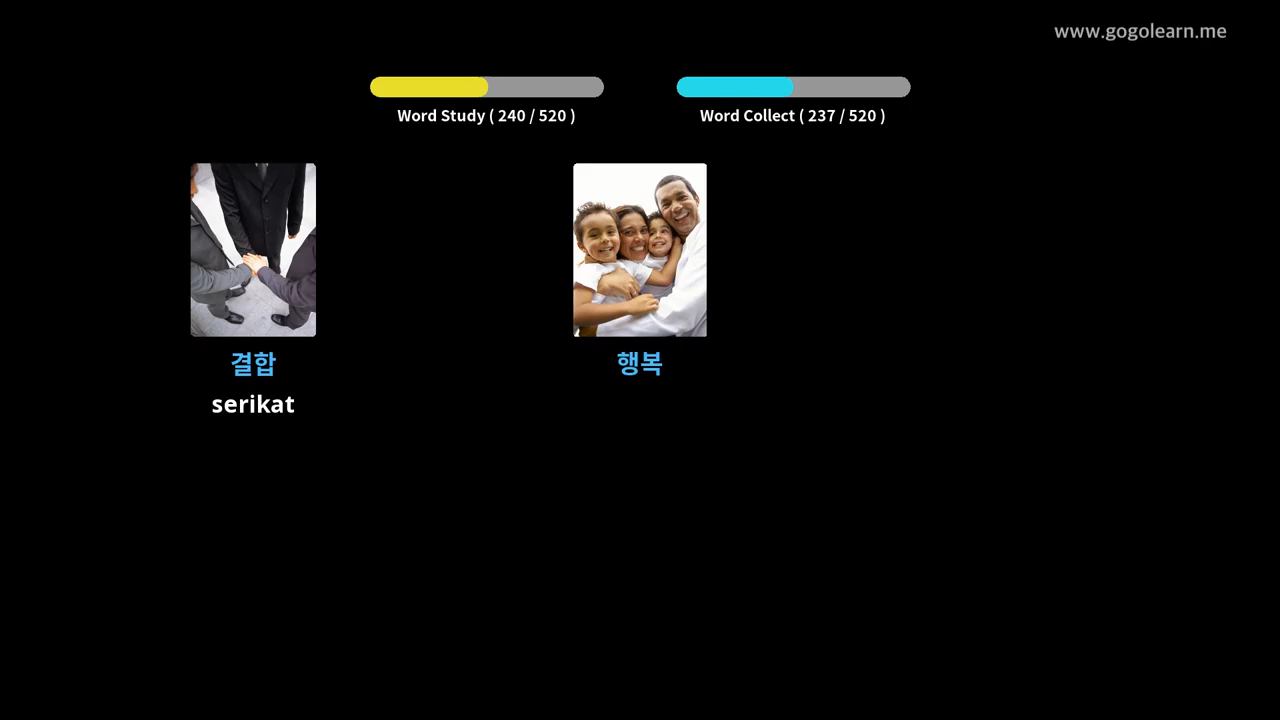 www.gogolearn.me
Word Study ( 240 / 520 )
Word Collect ( 237 / 520 )
결합
행복
serikat